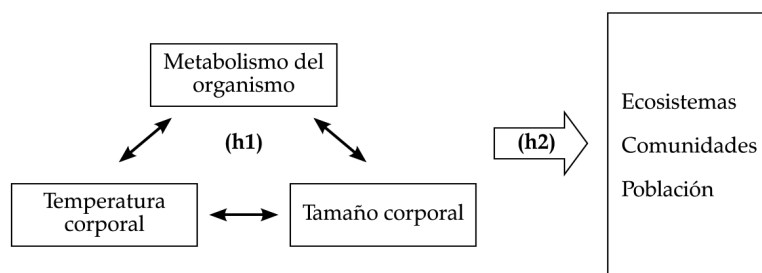 Metabolismo del
organismo
(h1)
Temperatura
corporal
Tamaño corporal
(h2)
Ecosistemas
Comunidades
Población